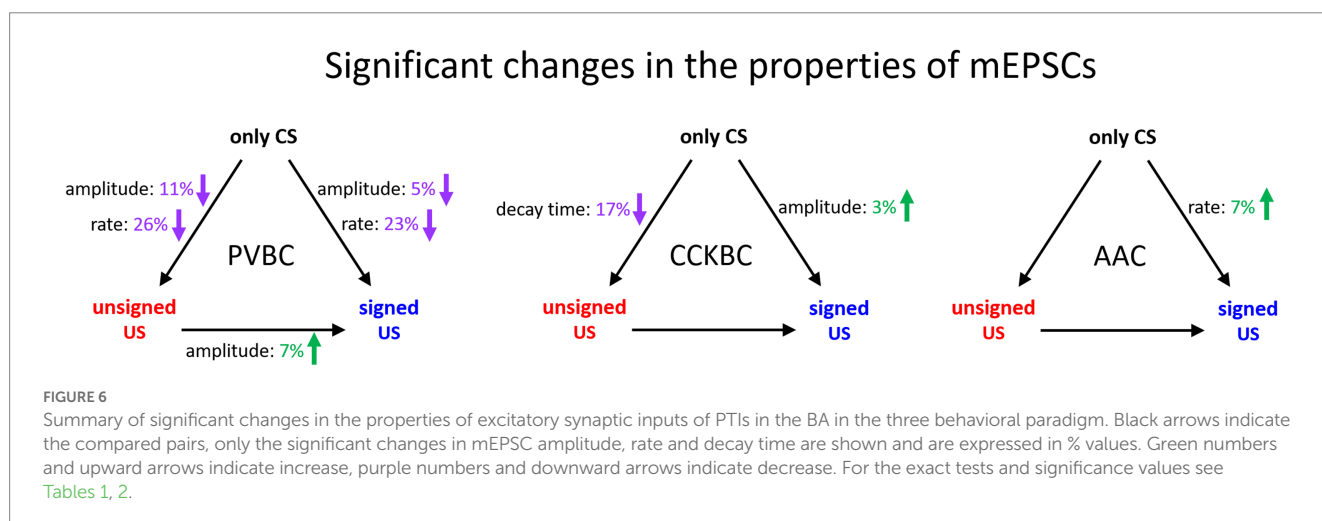 Significant changes in the properties of mEPSCs
only CS
amplitude: 11%
rate: 26%
amplitude: 5%
rate: 23%
PVBC
unsigned
US
signed
US
amplitude: 7%
only CS
decay time: 17%
amplitude: 3%
CCKBC
unsigned
US
signed
US
only CS
rate: 7%
AAC
unsigned
US
signed
US
FIGURE 6
Summary of significant changes in the properties of excitatory synaptic inputs of PTIs in the BA in the three behavioral paradigm. Black arrows indicate
the compared pairs, only the significant changes in mEPSC amplitude, rate and decay time are shown and are expressed in % values. Green numbers
and upward arrows indicate increase, purple numbers and downward arrows indicate decrease. For the exact tests and significance values see
Tables 1, 2.